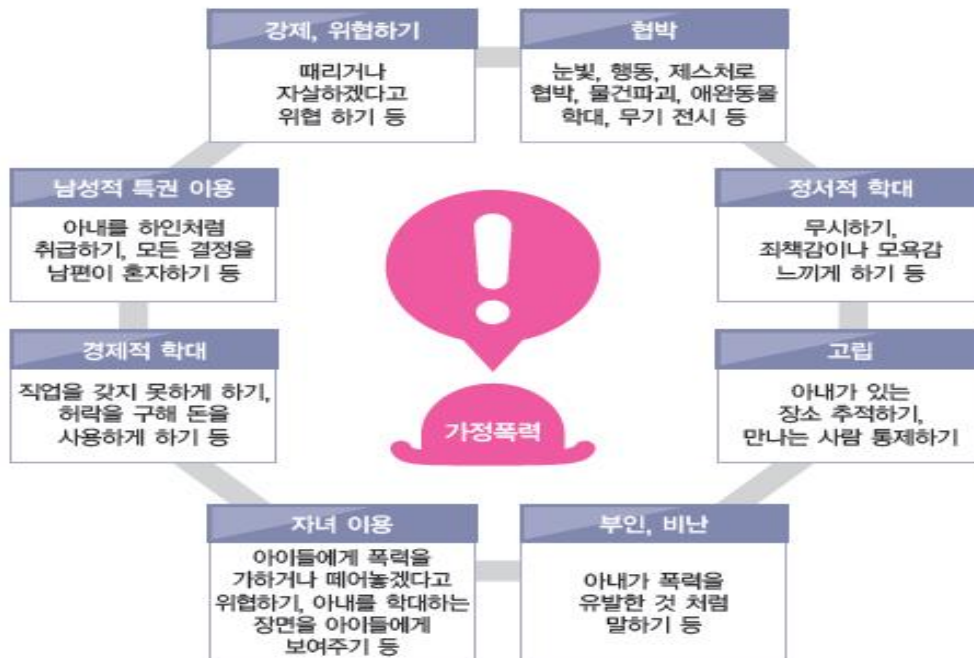 강제, 위협하기
때리거나
자살하겠다고
위협 하기 등
협박
눈빛, 행동, 제스처로
협박, 물건파괴, 애완동물
학대, 무기 전시 등
남성적 특권 이용
아내를 하인처럼
취급하기, 모든 결정을
남편이 혼자하기 등
정서적 학대
무시하기,
죄책감이나 모욕감
느끼게 하기 등
경제적 학대
직업을 갖지 못하게 하기,
허락을 구해 돈을
사용하게 하기 등
고립
아내가 있는
장소 추적하기,
만나는 사람 통제하기
가정폭력
자녀 이용
아이들에게 폭력을
가하거나 떼어놓겠다고
위협하기, 아내를 학대하는
장면을 아이들에게
보여주기 등
부인, 비난
아내가 폭력을
유발한 것 처럼
말하기 등